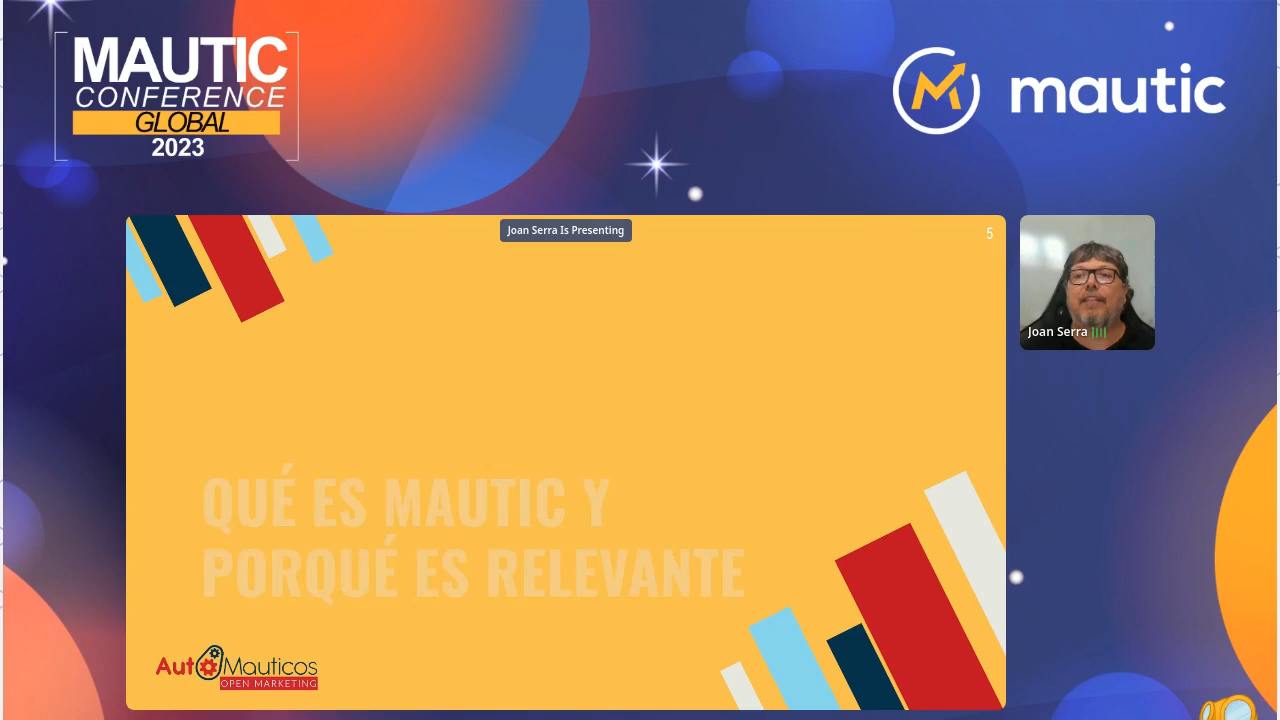 MAUTIC
CONFERENCE
GLOBAL
2023
mautic
Joan Serra Is Presenting
5
Joan Serra
QUÉ ES MAUTIC Y
PORQUÉ ES RELEVANTE
AutoMauticos
OPEN MARKETING